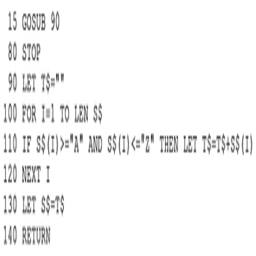 15 GOSUB 90
80 STOP
90 LET T$=""
100 FOR I=1 TO LEN S$
110 IF S$(I)>="A" AND S$(I)<="Z" THEN LET T$=T$+S$(I)
120 NEXT I
130 LET S$=T$
140 RETURN